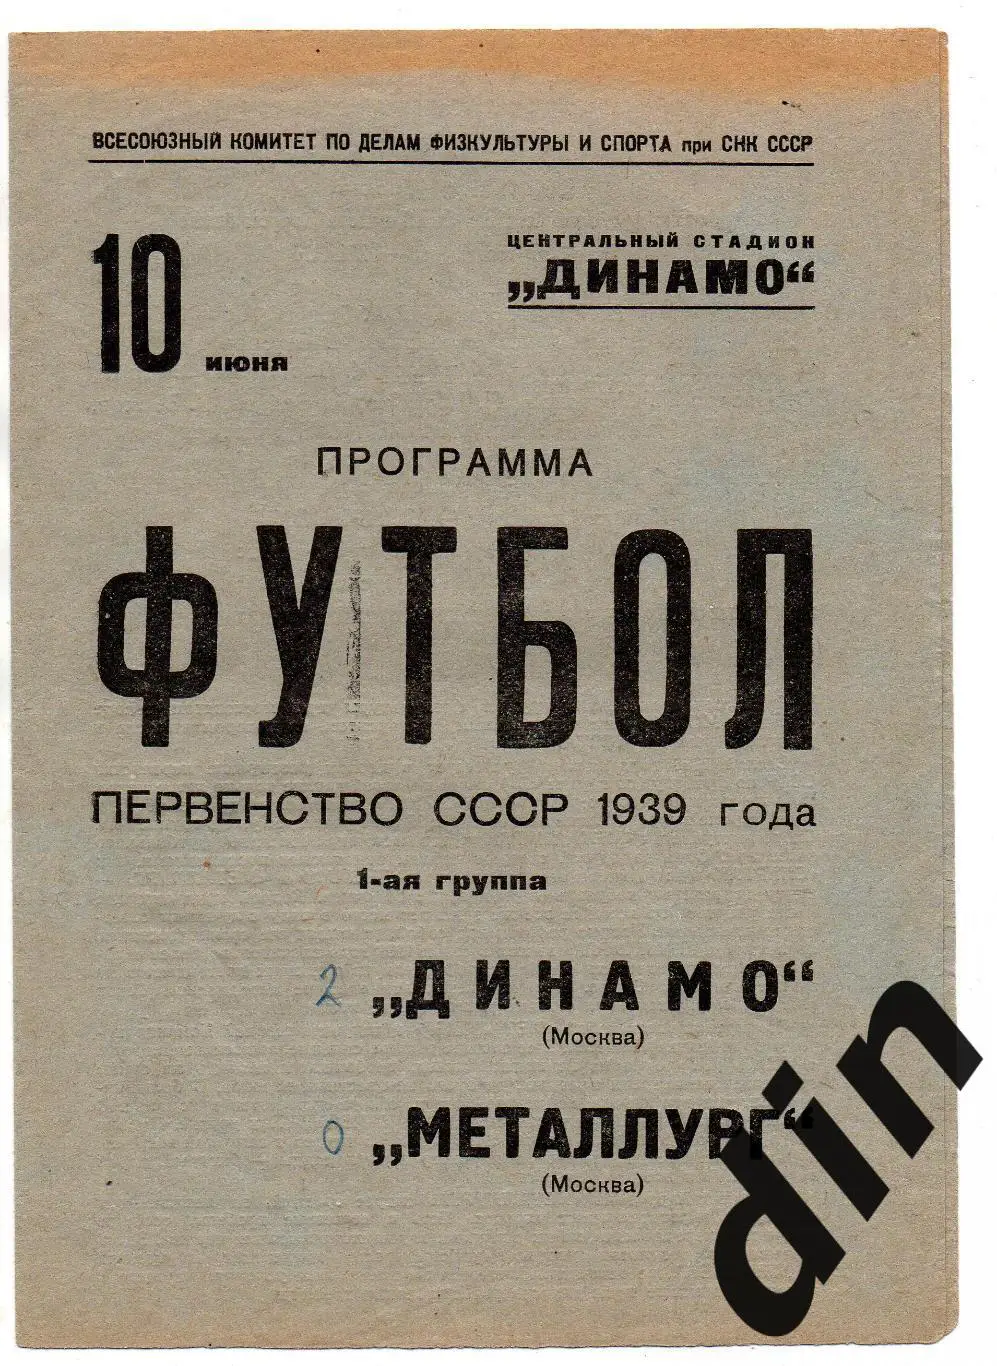 ВСЕСОЮЗНЫЙ КОМИТЕТ ПО ДЕЛАМ ФИЗКУЛЬТУРЫ И СПОРТА при СНК СССР
10 июня
ЦЕНТРАЛЬНЫЙ СТАДИОН
„ДИНАМО“
ПРОГРАММА
ФУТБОЛ
ПЕРВЕНСТВО СССР 1939 года
1-ая группа
2 „ДИНАМО“
(Москва)
0 „МЕТАЛЛУРГ“
(Москва)
din